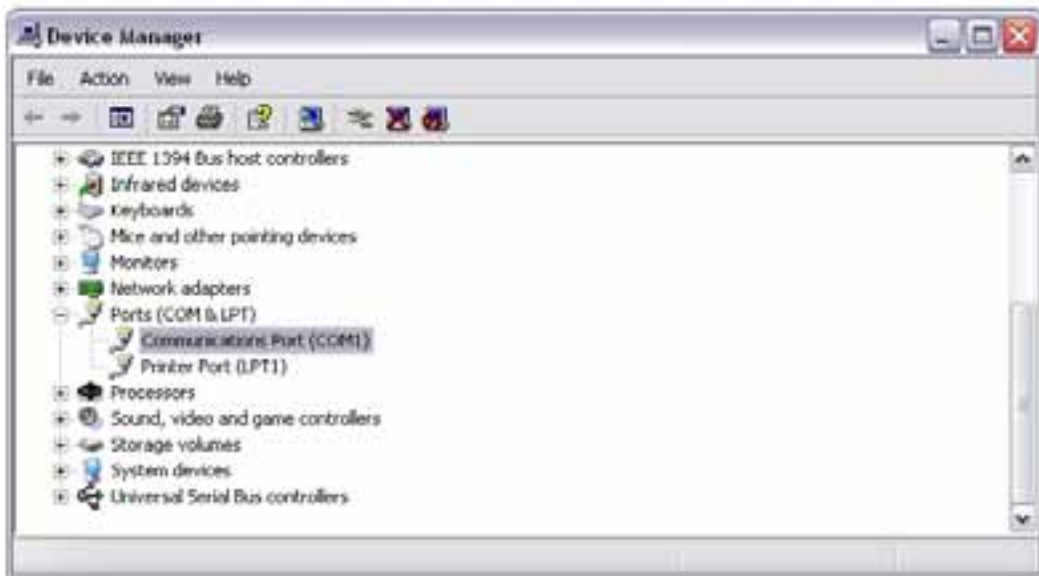 Device Manager
File Action View Help
IEEE 1394 Bus host controllers
Infrared devices
Keyboards
Mice and other pointing devices
Monitors
Network adapters
Ports (COM & LPT)
Communications Port (COM1)
Printer Port (LPT1)
Processors
Sound, video and game controllers
Storage volumes
System devices
Universal Serial Bus controllers